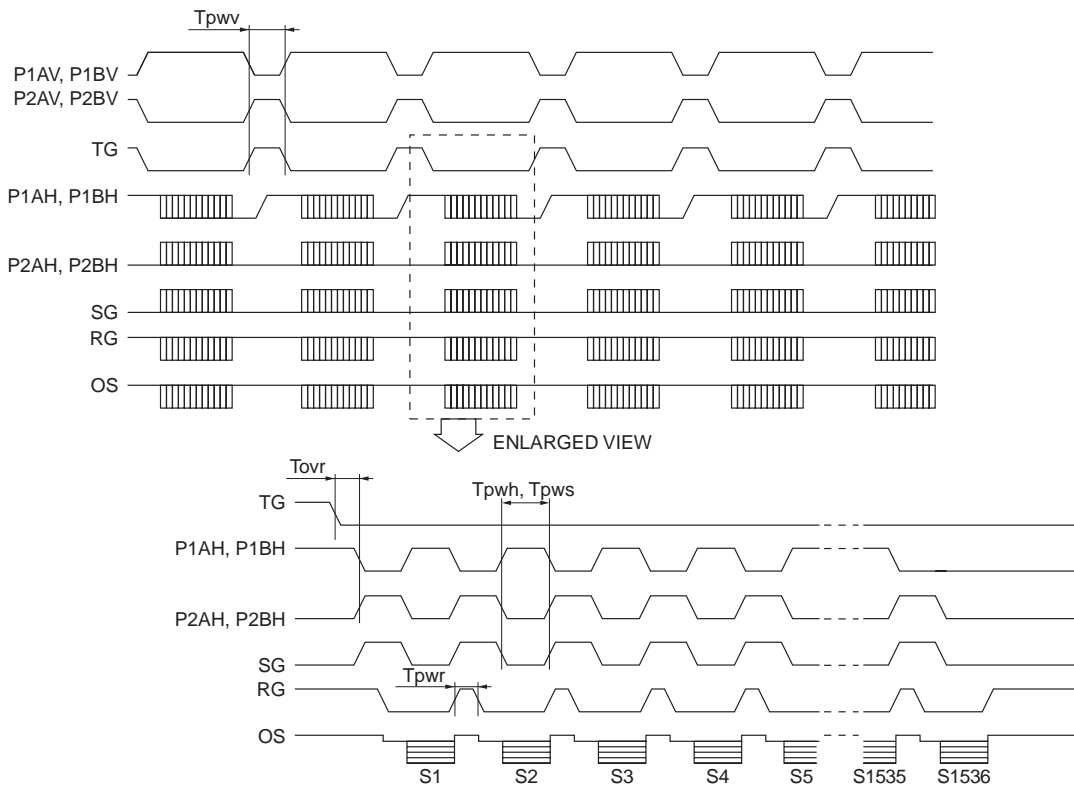 Tpwv
P1AV, P1BV
P2AV, P2BV
TG
P1AH, P1BH
P2AH, P2BH
SG
RG
OS
ENLARGED VIEW
Tovr
Tpwh, Tpws
TG
P1AH, P1BH
P2AH, P2BH
SG
Tpwr
RG
OS
S1 S2 S3 S4 S5 S1535 S1536